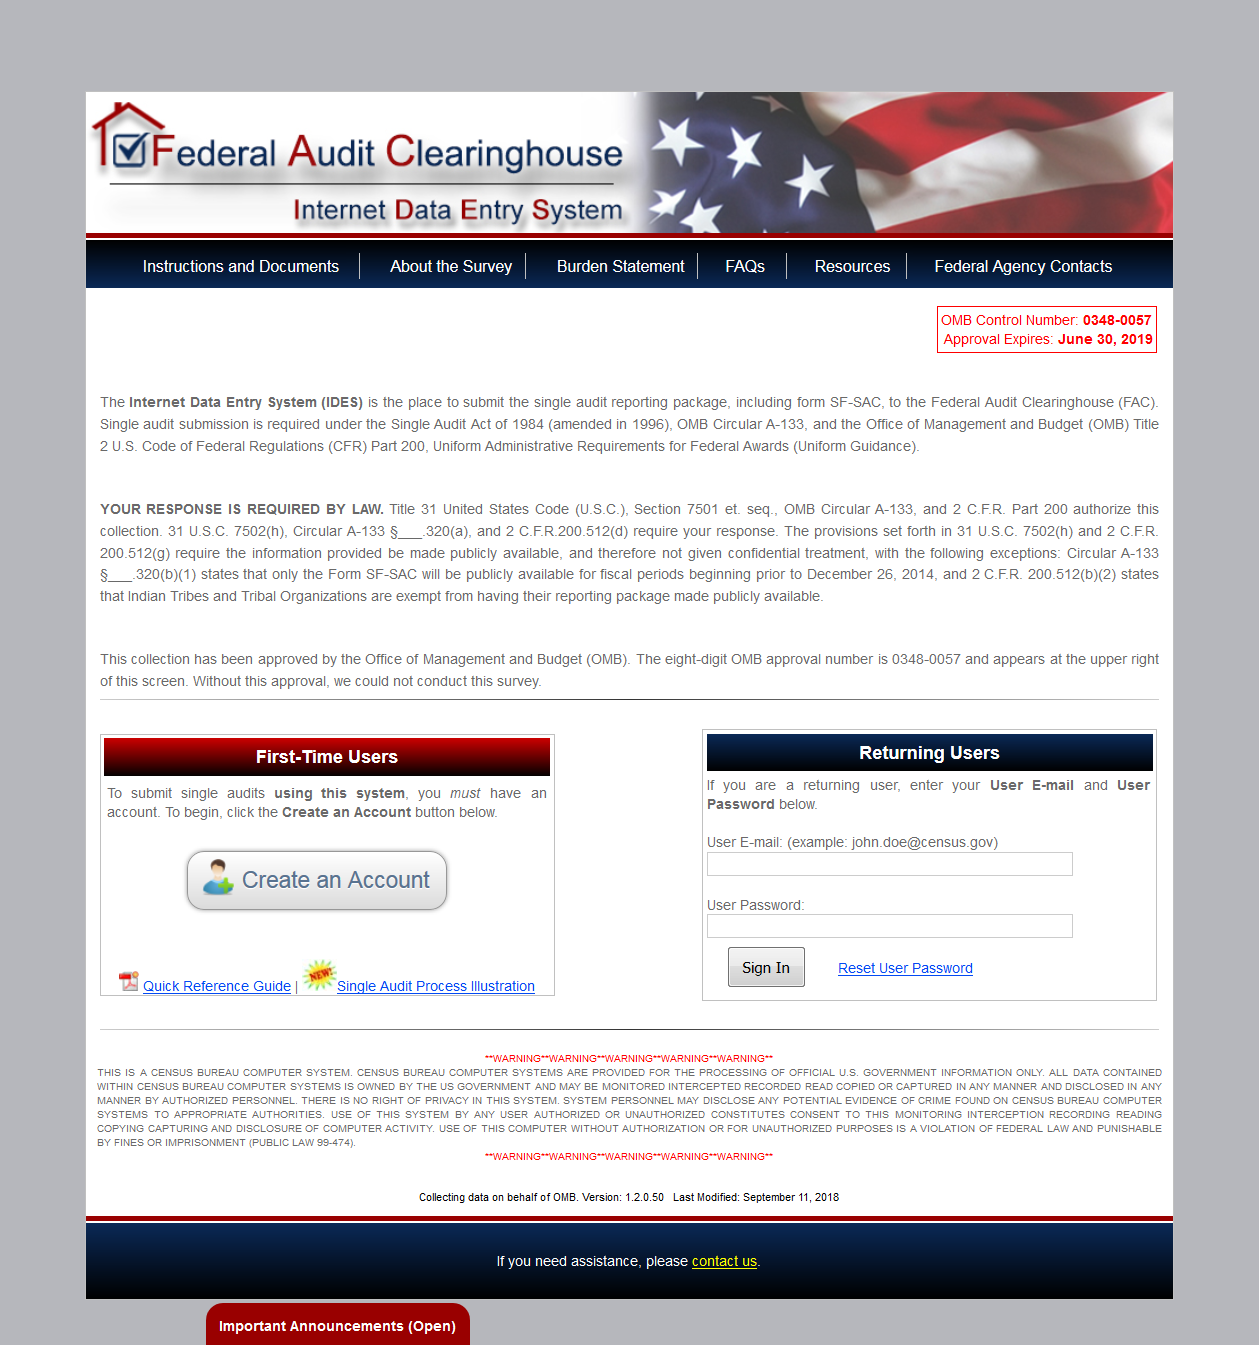 Federal Audit Clearinghouse
Internet Data Entry System
Instructions and Documents
About the Survey
Burden Statement
FAQs
Resources
Federal Agency Contacts
OMB Control Number: 0348-0057
Approval Expires: June 30, 2019
The Internet Data Entry System (IDES) is the place to submit the single audit reporting package, including form SF-SAC, to the Federal Audit Clearinghouse (FAC).
Single audit submission is required under the Single Audit Act of 1984 (amended in 1996), OMB Circular A-133, and the Office of Management and Budget (OMB) Title
2 U.S. Code of Federal Regulations (CFR) Part 200, Uniform Administrative Requirements for Federal Awards (Uniform Guidance).
YOUR RESPONSE IS REQUIRED BY LAW. Title 31 United States Code (U.S.C.), Section 7501 et. seq., OMB Circular A-133, and 2 C.F.R. Part 200 authorize this
collection. 31 U.S.C. 7502(h), Circular A-133 §___.320(a), and 2 C.F.R.200.512(d) require your response. The provisions set forth in 31 U.S.C. 7502(h) and 2 C.F.R.
200.512(g) require the information provided be made publicly available, and therefore not given confidential treatment, with the following exceptions: Circular A-133
§___.320(b)(1) states that only the Form SF-SAC will be publicly available for fiscal periods beginning prior to December 26, 2014, and 2 C.F.R. 200.512(b)(2) states
that Indian Tribes and Tribal Organizations are exempt from having their reporting package made publicly available.
This collection has been approved by the Office of Management and Budget (OMB). The eight-digit OMB approval number is 0348-0057 and appears at the upper right
of this screen. Without this approval, we could not conduct this survey.
First-Time Users
To submit single audits using this system, you must have an
account. To begin, click the Create an Account button below.
Create an Account
Quick Reference Guide | NEW! Single Audit Process Illustration
Returning Users
If you are a returning user, enter your User E-mail and User
Password below.
User E-mail: (example: john.doe@census.gov)
User Password:
Sign In
Reset User Password
**WARNING**WARNING**WARNING**WARNING**WARNING**
THIS IS A CENSUS BUREAU COMPUTER SYSTEM. CENSUS BUREAU COMPUTER SYSTEMS ARE PROVIDED FOR THE PROCESSING OF OFFICIAL U.S. GOVERNMENT INFORMATION ONLY. ALL DATA CONTAINED
WITHIN CENSUS BUREAU COMPUTER SYSTEMS IS OWNED BY THE US GOVERNMENT AND MAY BE MONITORED INTERCEPTED RECORDED READ COPIED OR CAPTURED IN ANY MANNER AND DISCLOSED IN ANY
MANNER BY AUTHORIZED PERSONNEL. THERE IS NO RIGHT OF PRIVACY IN THIS SYSTEM. SYSTEM PERSONNEL MAY DISCLOSE ANY POTENTIAL EVIDENCE OF CRIME FOUND ON CENSUS BUREAU COMPUTER
SYSTEMS TO APPROPRIATE AUTHORITIES. USE OF THIS SYSTEM BY ANY USER AUTHORIZED OR UNAUTHORIZED CONSTITUTES CONSENT TO THIS MONITORING INTERCEPTION RECORDING READING
COPYING CAPTURING AND DISCLOSURE OF COMPUTER ACTIVITY. USE OF THIS COMPUTER WITHOUT AUTHORIZATION OR FOR UNAUTHORIZED PURPOSES IS A VIOLATION OF FEDERAL LAW AND PUNISHABLE
BY FINES OR IMPRISONMENT (PUBLIC LAW 99-474).
**WARNING**WARNING**WARNING**WARNING**WARNING**
Collecting data on behalf of OMB. Version: 1.2.0.50 Last Modified: September 11, 2018
If you need assistance, please contact us.
Important Announcements (Open)